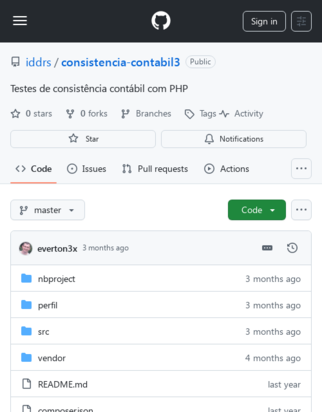 Sign in
iddrs / consistencia-contabil3 Public
Testes de consistência contábil com PHP
0 stars 0 forks Branches Tags Activity
Star Notifications
Code Issues Pull requests Actions
master Code
everton3x 3 months ago
nbproject 3 months ago
perfil 3 months ago
src 3 months ago
vendor 4 months ago
README.md last year
composer.json last year